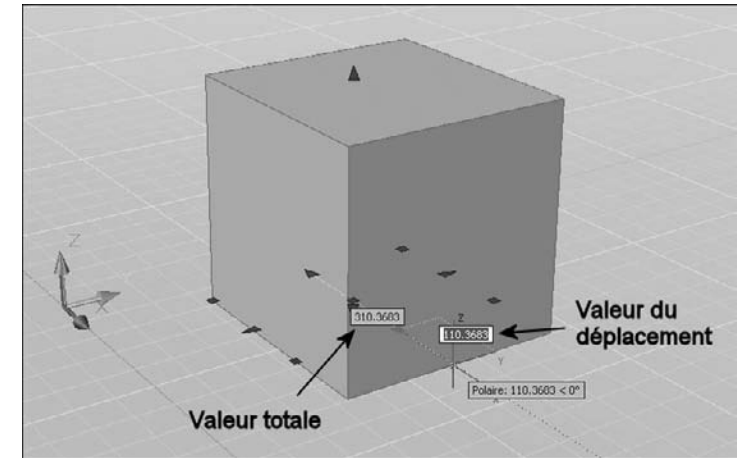 Z
X
310.3683
Z
110.3683
Valeur du
déplacement
Y
Polaire: 110.3683 < 0°
X
Valeur totale